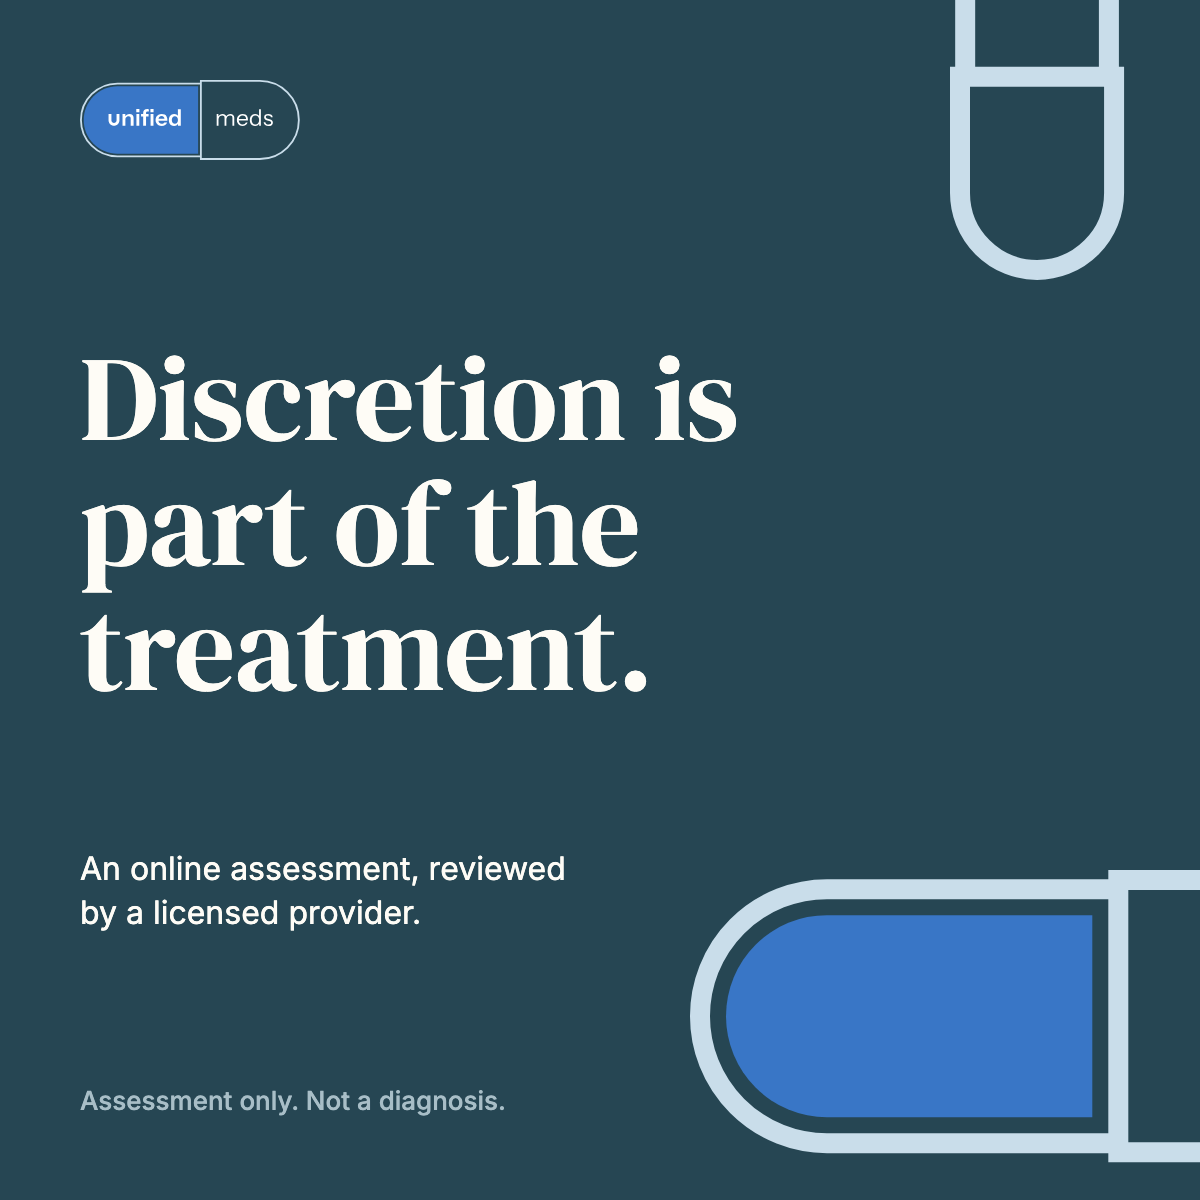 unified meds
Discretion is
part of the
treatment.
An online assessment, reviewed
by a licensed provider.
Assessment only. Not a diagnosis.